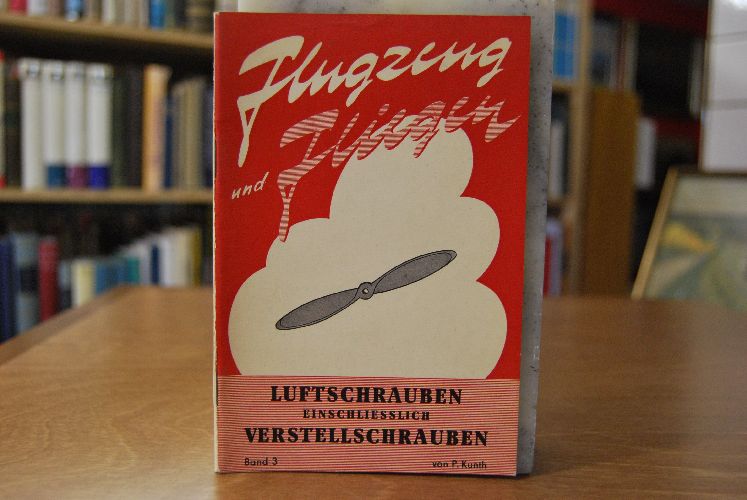 Flugzeug
und Fliegen
LUFTSCHRAUBEN
EINSCHLIESSLICH
VERSTELLSCHRAUBEN
Band 3 von P. Kunth